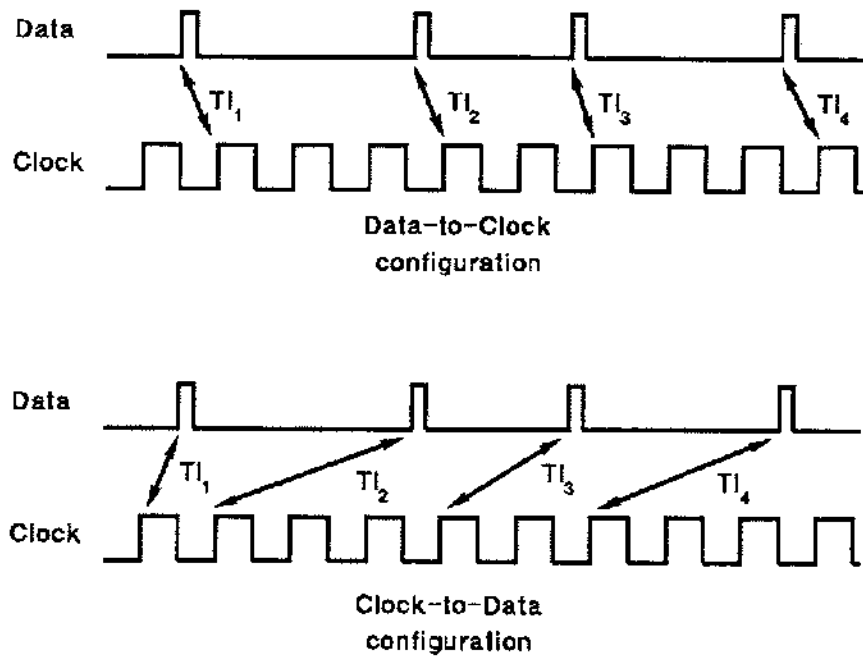 Data
TI₁ TI₂ TI₃ TI₄
Clock
Data-to-Clock
configuration
Data
TI₁ TI₂ TI₃ TI₄
Clock
Clock-to-Data
configuration